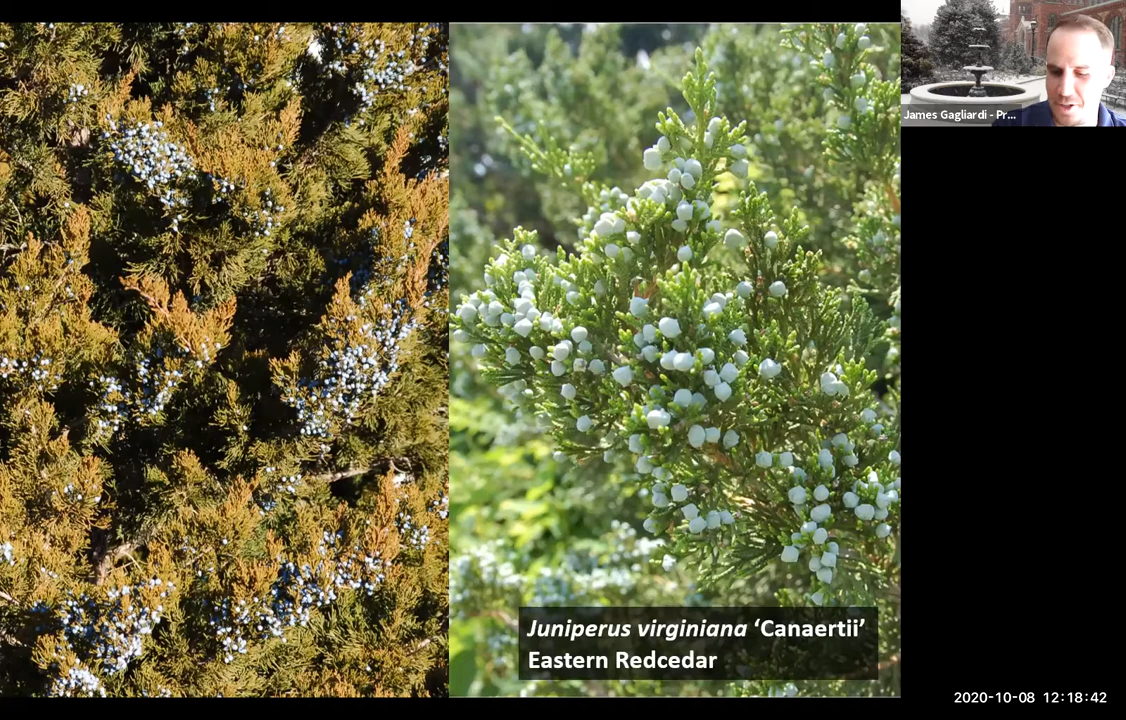 James Gagliardi - Pr...
Juniperus virginiana ‘Canaertii’
Eastern Redcedar
2020-10-08 12:18:42